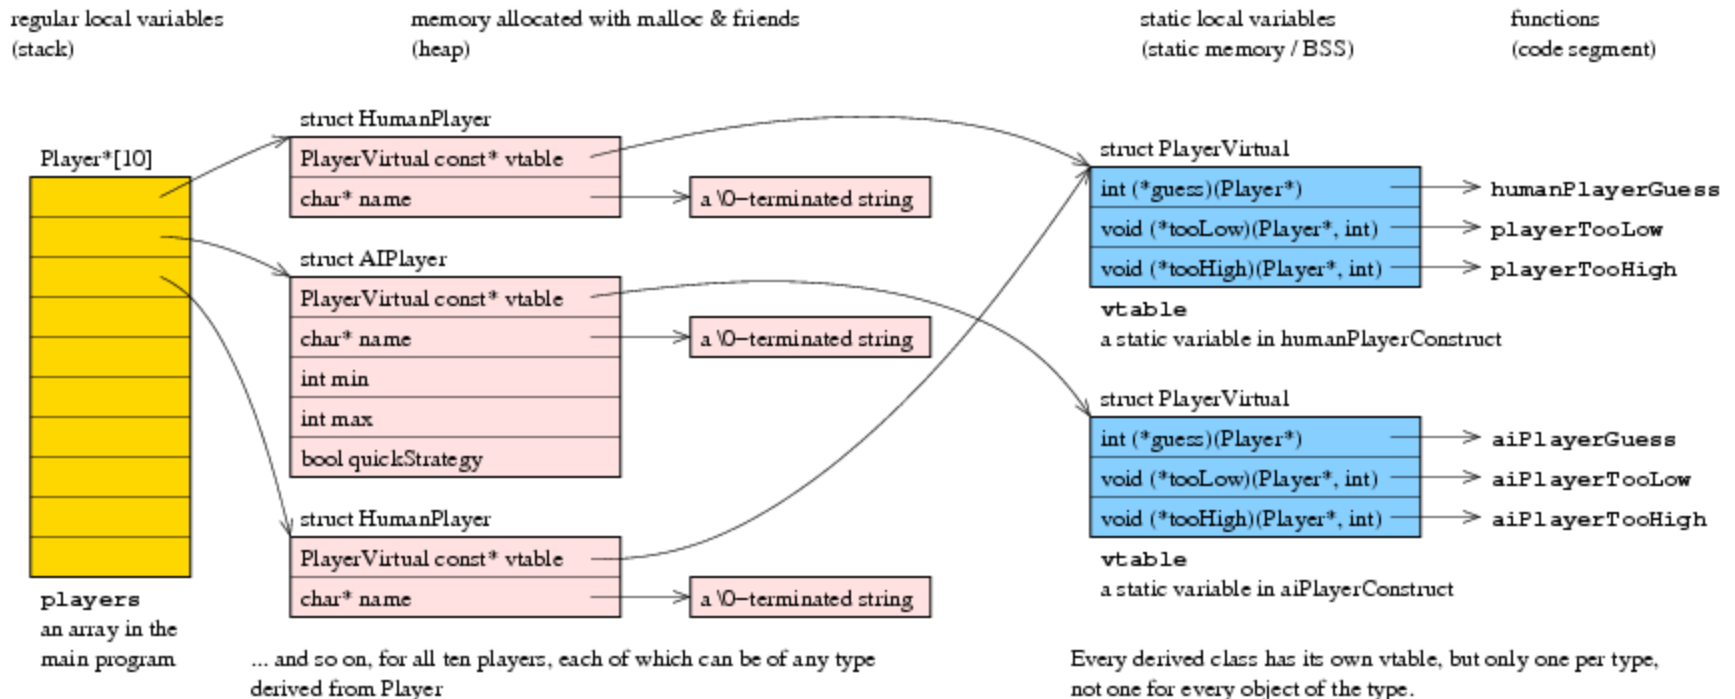 regular local variables
(stack)
memory allocated with malloc & friends
(heap)
static local variables
(static memory / BSS)
functions
(code segment)
Player*[10]
players
an array in the
main program
struct HumanPlayer
PlayerVirtual const* vtable
char* name
a \0-terminated string
struct AIPlayer
PlayerVirtual const* vtable
char* name
a \0-terminated string
int min
int max
bool quickStrategy
struct HumanPlayer
PlayerVirtual const* vtable
char* name
a \0-terminated string
... and so on, for all ten players, each of which can be of any type
derived from Player
struct PlayerVirtual
int (*guess)(Player*)
humanPlayerGuess
void (*tooLow)(Player*, int)
playerTooLow
void (*tooHigh)(Player*, int)
playerTooHigh
vtable
a static variable in humanPlayerConstruct
struct PlayerVirtual
int (*guess)(Player*)
aiPlayerGuess
void (*tooLow)(Player*, int)
aiPlayerTooLow
void (*tooHigh)(Player*, int)
aiPlayerTooHigh
vtable
a static variable in aiPlayerConstruct
Every derived class has its own vtable, but only one per type,
not one for every object of the type.